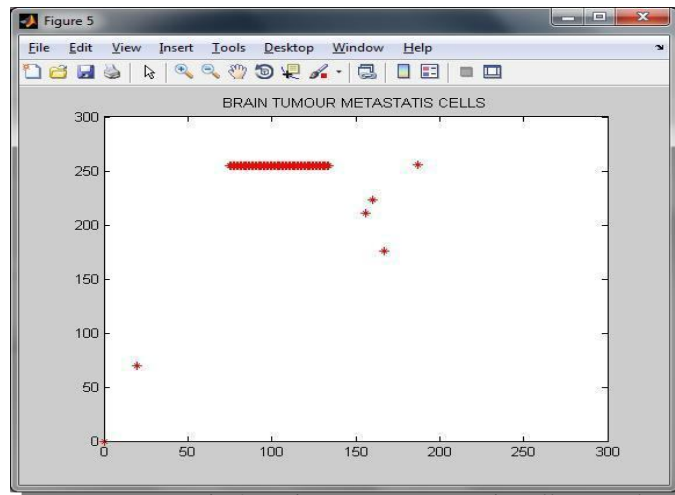 Figure 5
File Edit View Insert Tools Desktop Window Help
BRAIN TUMOUR METASTATIS CELLS
300
250
200
150
100
50
0
0 50 100 150 200 250 300